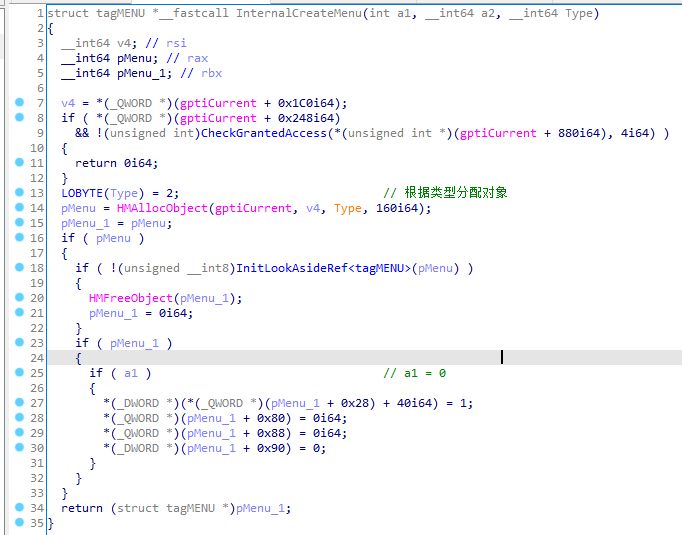 1 struct tagMENU *__fastcall InternalCreateMenu(int a1, __int64 a2, __int64 Type)
2 {
3   __int64 v4; // rsi
4   __int64 pMenu; // rax
5   __int64 pMenu_1; // rbx
6
7   v4 = *(_QWORD *)(gptiCurrent + 0x1C0i64);
8   if ( *(_QWORD *)(gptiCurrent + 0x248i64)
9     && !(unsigned int)CheckGrantedAccess(*(unsigned int *)(gptiCurrent + 880i64), 4i64) )
10   {
11     return 0i64;
12   }
13   LOBYTE(Type) = 2;                             // 根据类型分配对象
14   pMenu = HMAllocObject(gptiCurrent, v4, Type, 160i64);
15   pMenu_1 = pMenu;
16   if ( pMenu )
17   {
18     if ( !(unsigned __int8)InitLookAsideRef<tagMENU>(pMenu) )
19     {
20       HMFreeObject(pMenu_1);
21       pMenu_1 = 0i64;
22     }
23     if ( pMenu_1 )
24     {
25       if ( a1 )                                 // a1 = 0
26       {
27         *(_DWORD *)(*(_QWORD *)(pMenu_1 + 0x28) + 40i64) = 1;
28         *(_QWORD *)(pMenu_1 + 0x80) = 0i64;
29         *(_QWORD *)(pMenu_1 + 0x88) = 0i64;
30         *(_DWORD *)(pMenu_1 + 0x90) = 0;
31       }
32     }
33   }
34   return (struct tagMENU *)pMenu_1;
35 }